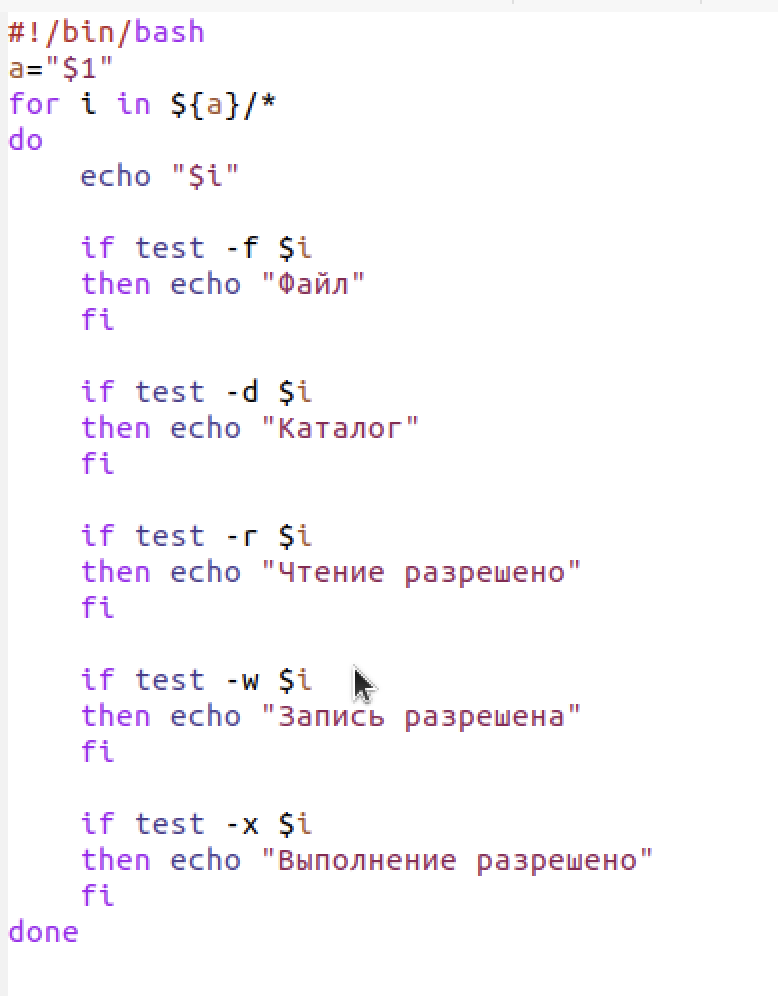 #!/bin/bash
a="$1"
for i in ${a}/*
do
    echo "$i"

    if test -f $i
    then echo "Файл"
    fi

    if test -d $i
    then echo "Каталог"
    fi

    if test -r $i
    then echo "Чтение разрешено"
    fi

    if test -w $i
    then echo "Запись разрешена"
    fi

    if test -x $i
    then echo "Выполнение разрешено"
    fi
done